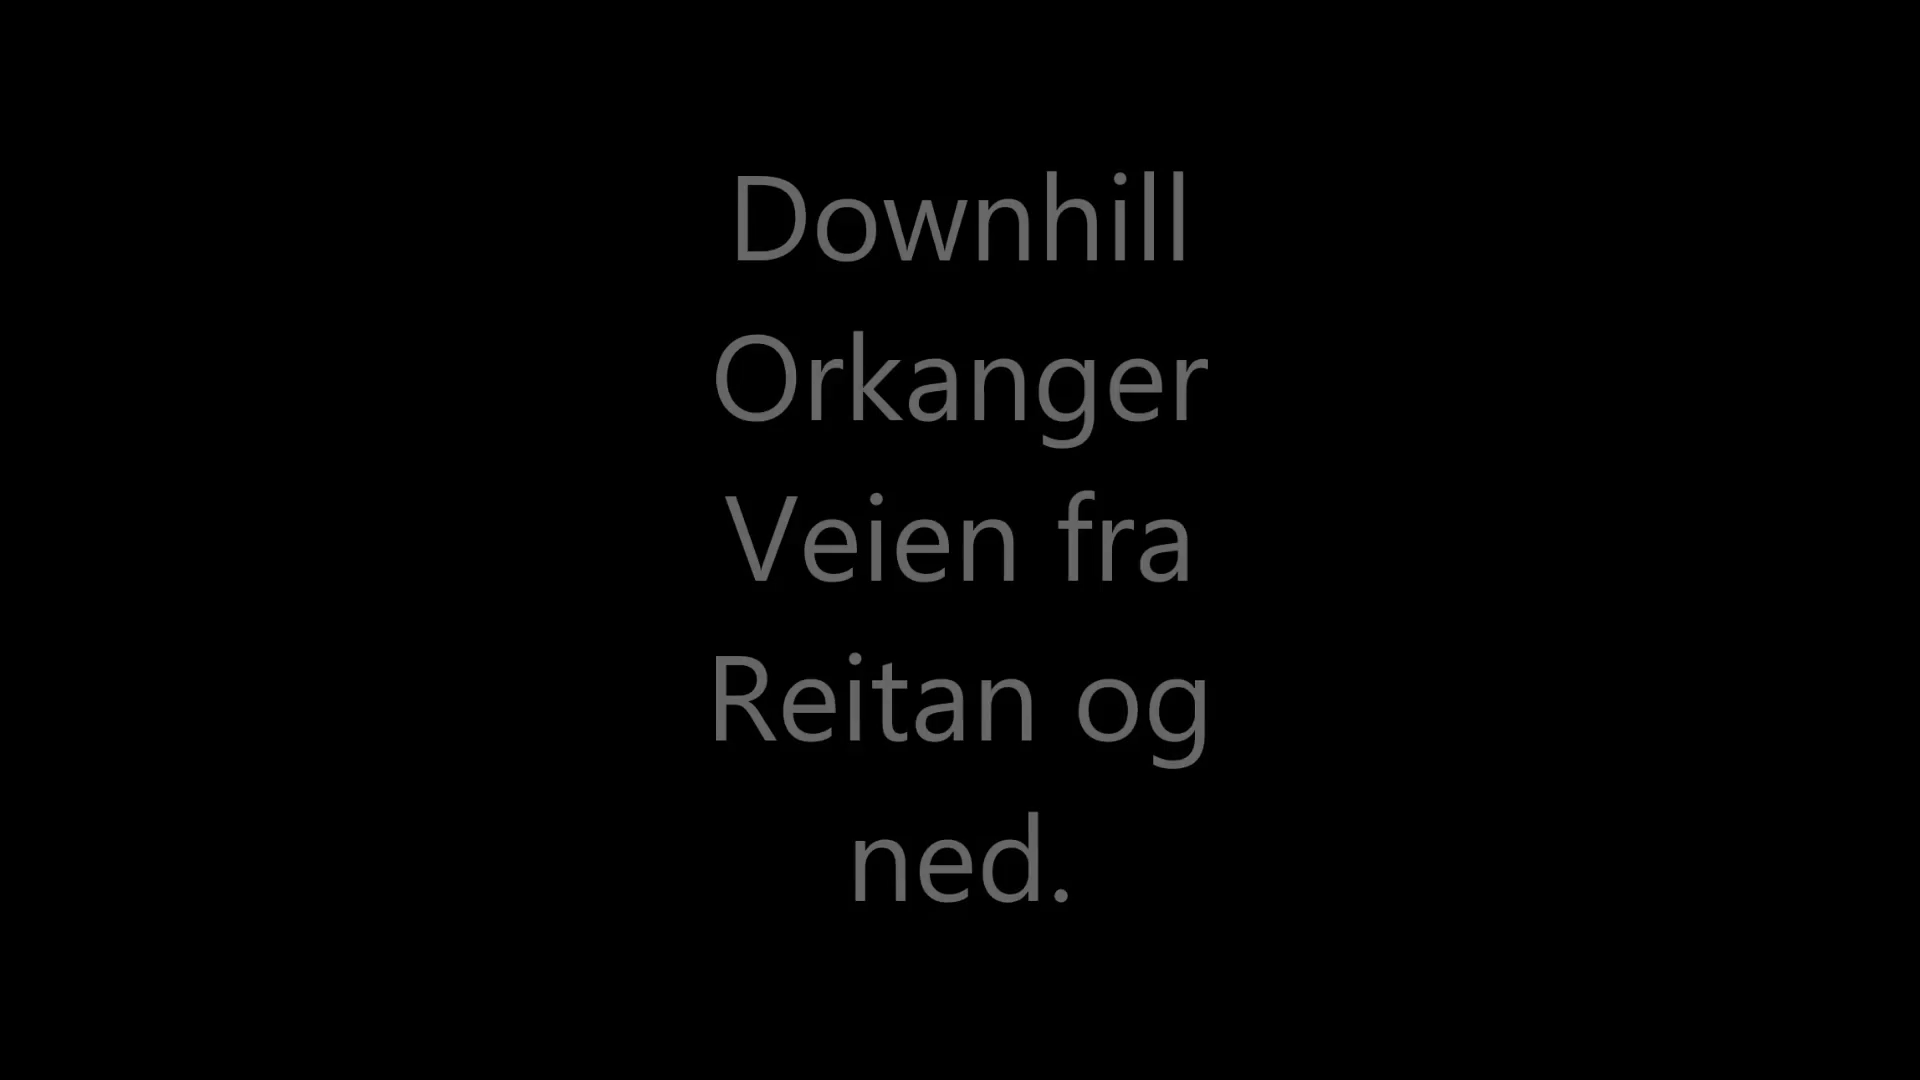 Downhill
Orkanger
Veien fra
Reitan og
ned.